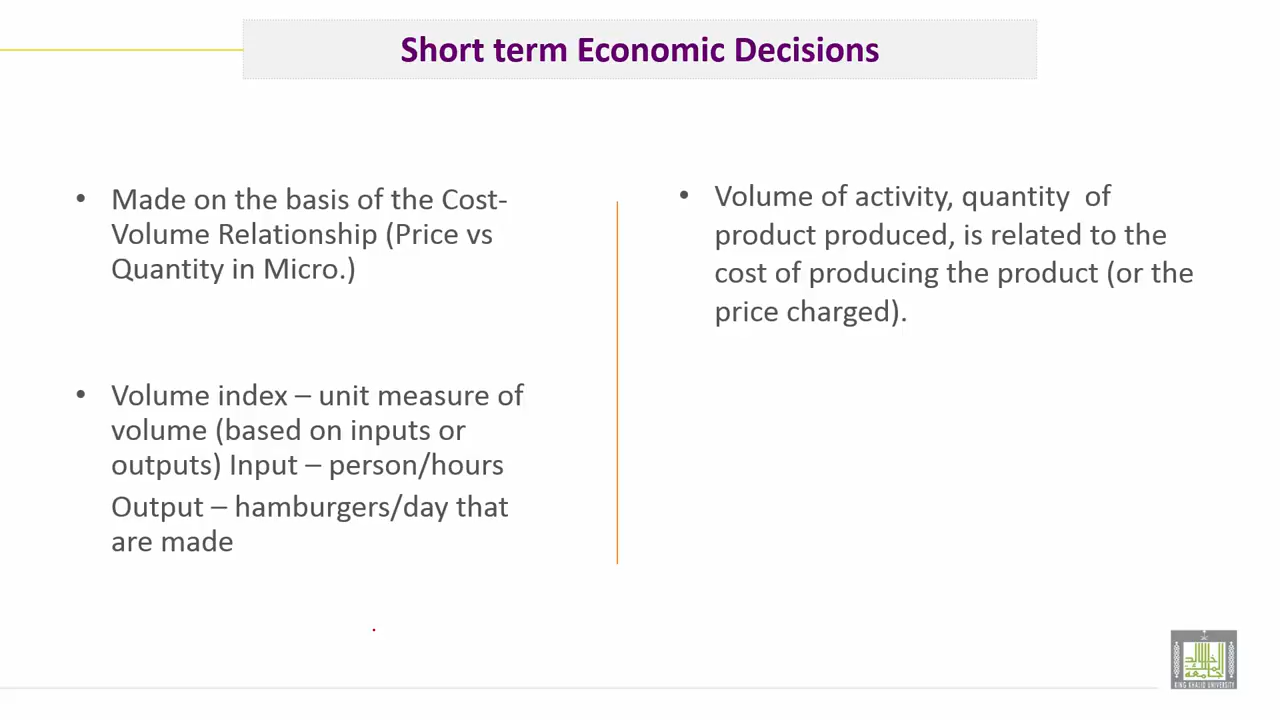 Short term Economic Decisions
• Made on the basis of the Cost-
Volume Relationship (Price vs
Quantity in Micro.)
• Volume index – unit measure of
volume (based on inputs or
outputs) Input – person/hours
Output – hamburgers/day that
are made
• Volume of activity, quantity of
product produced, is related to the
cost of producing the product (or the
price charged).
KING KHALID UNIVERSITY